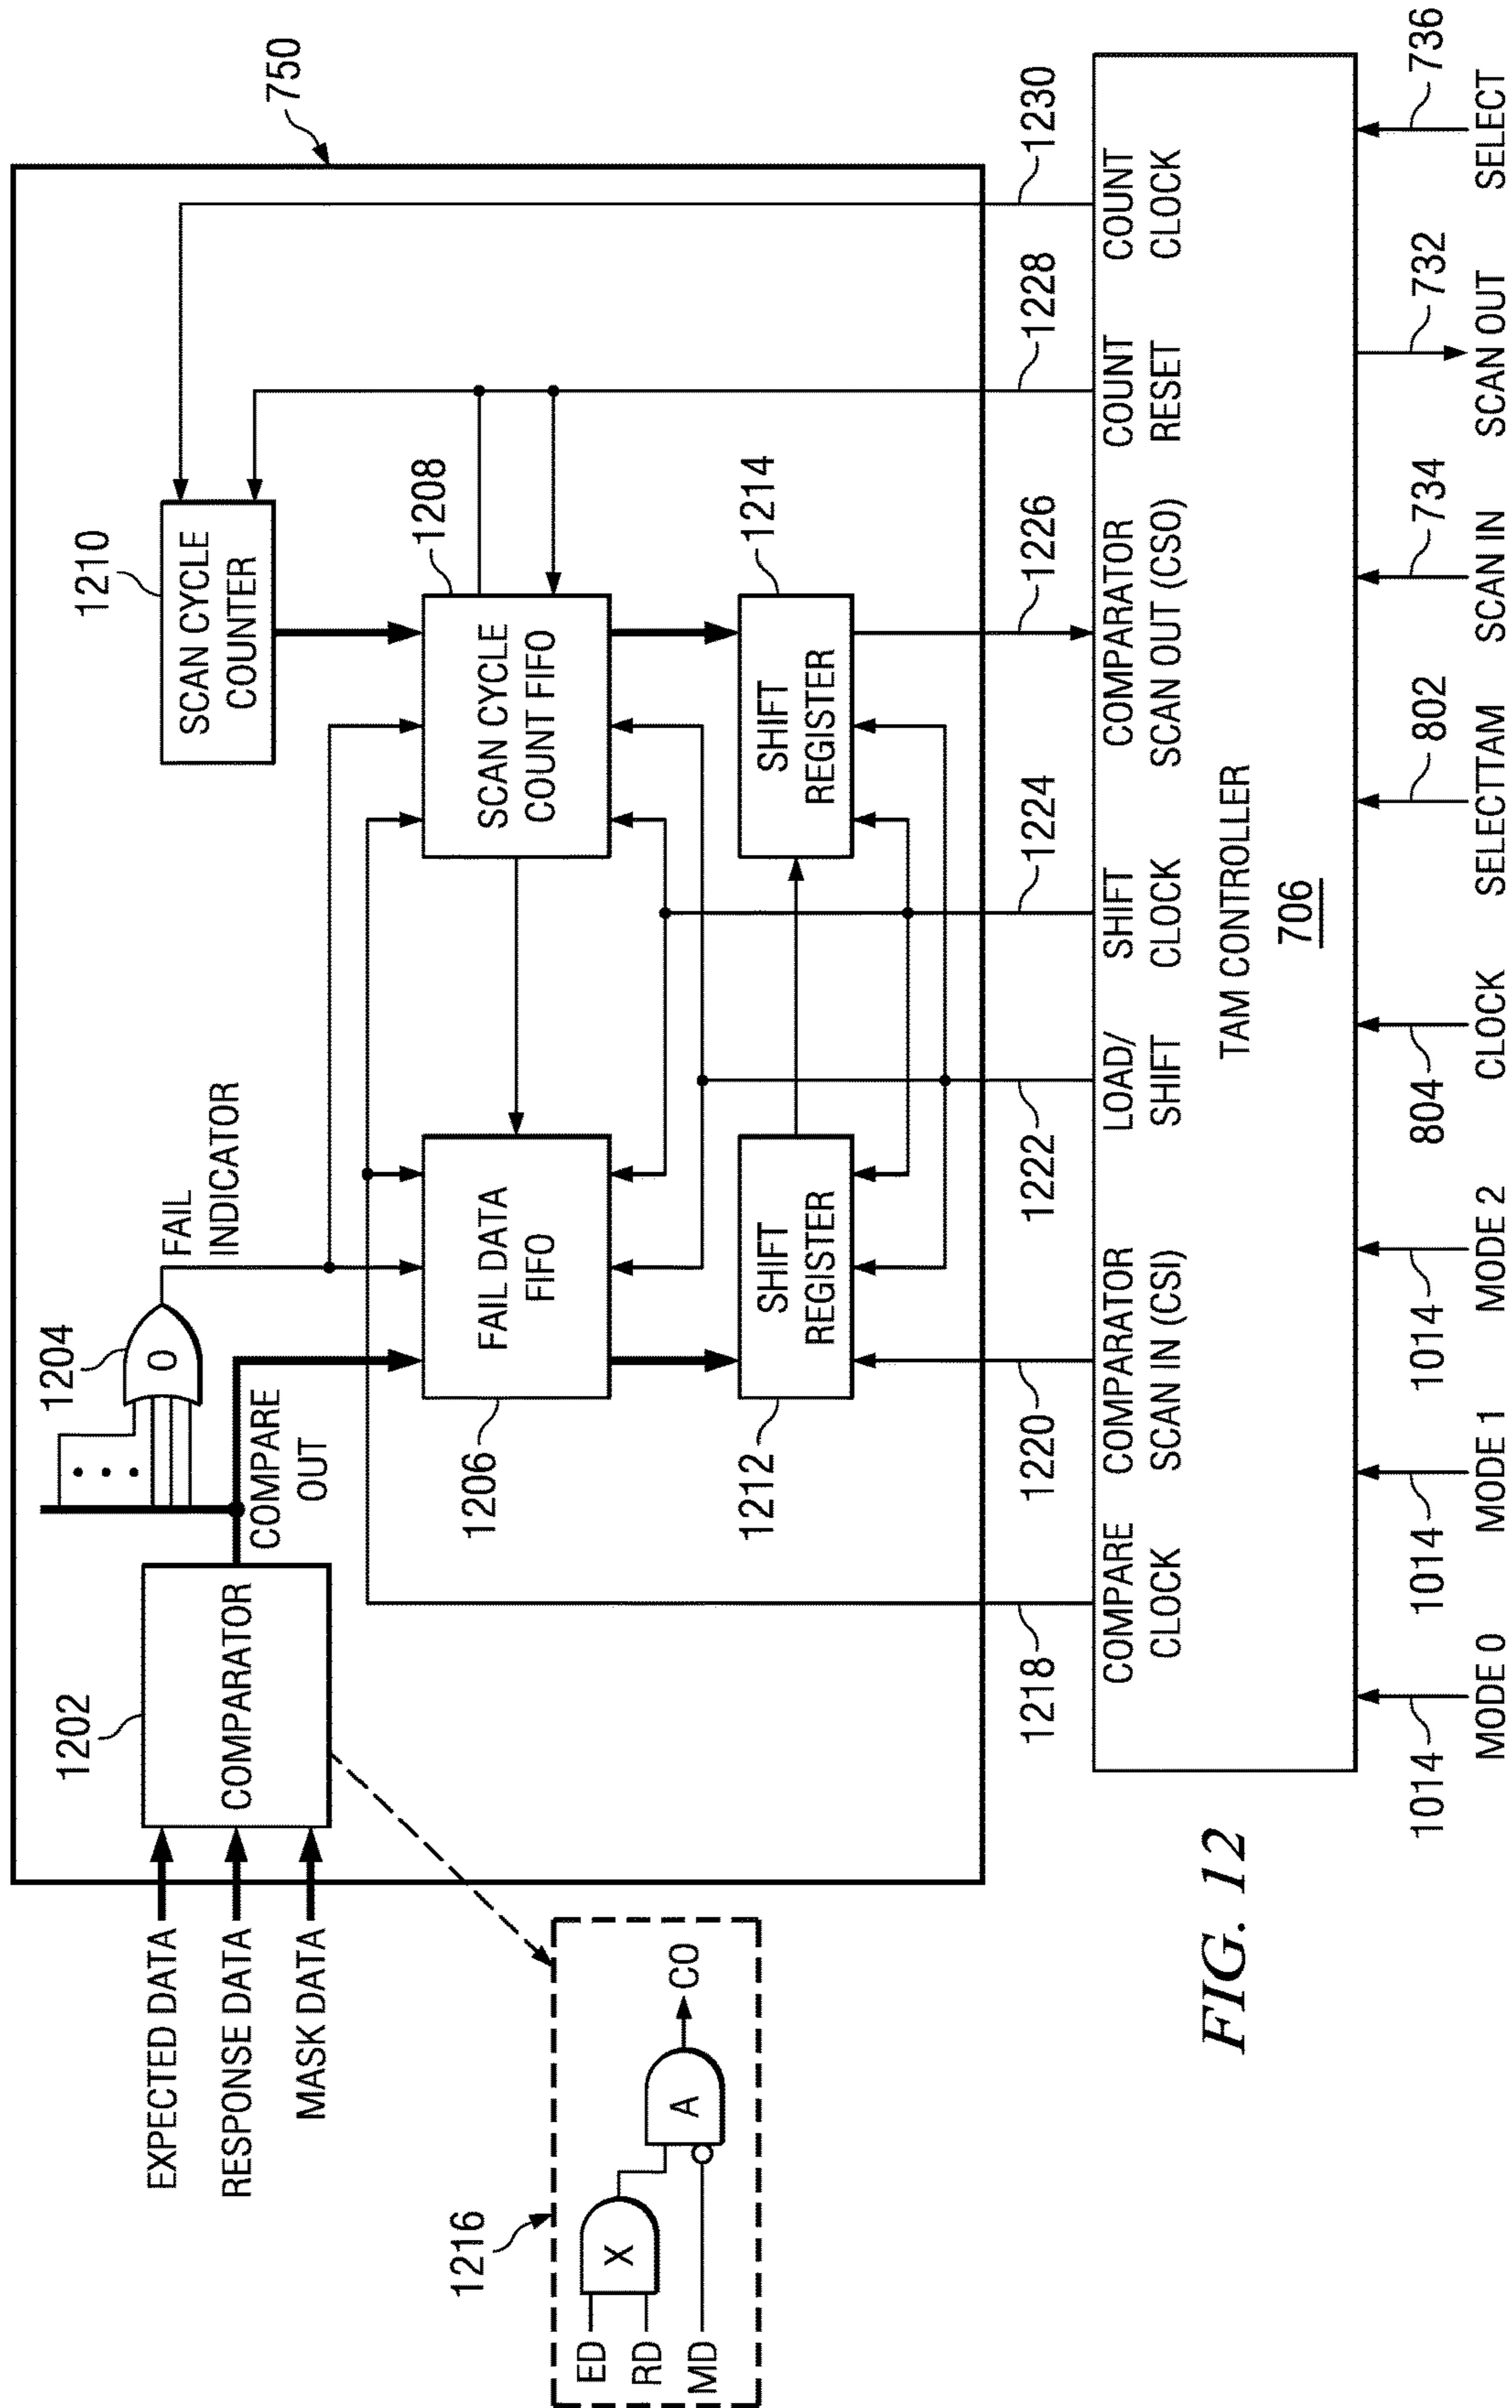 750
1210
SCAN CYCLE
COUNTER
FAIL
INDICATOR
1204
O
COMPARE
OUT
1202
COMPARATOR
EXPECTED DATA
RESPONSE DATA
MASK DATA
1208
SCAN CYCLE
COUNT FIFO
FAIL DATA
FIFO
1206
1214
SHIFT
REGISTER
SHIFT
REGISTER
1212
1216
ED
RD
MD
X
A
CO
1218
1220
1222
1224
1226
1228
1230
COMPARE
CLOCK
COMPARATOR
SCAN IN (CSI)
LOAD/
SHIFT
SHIFT
CLOCK
COMPARATOR
SCAN OUT (CSO)
COUNT
RESET
COUNT
CLOCK
TAM CONTROLLER
706
1014
1014
1014
804
802
734
732
736
MODE 0
MODE 1
MODE 2
CLOCK
SELECTTAM
SCAN IN
SCAN OUT
SELECT
FIG. 12